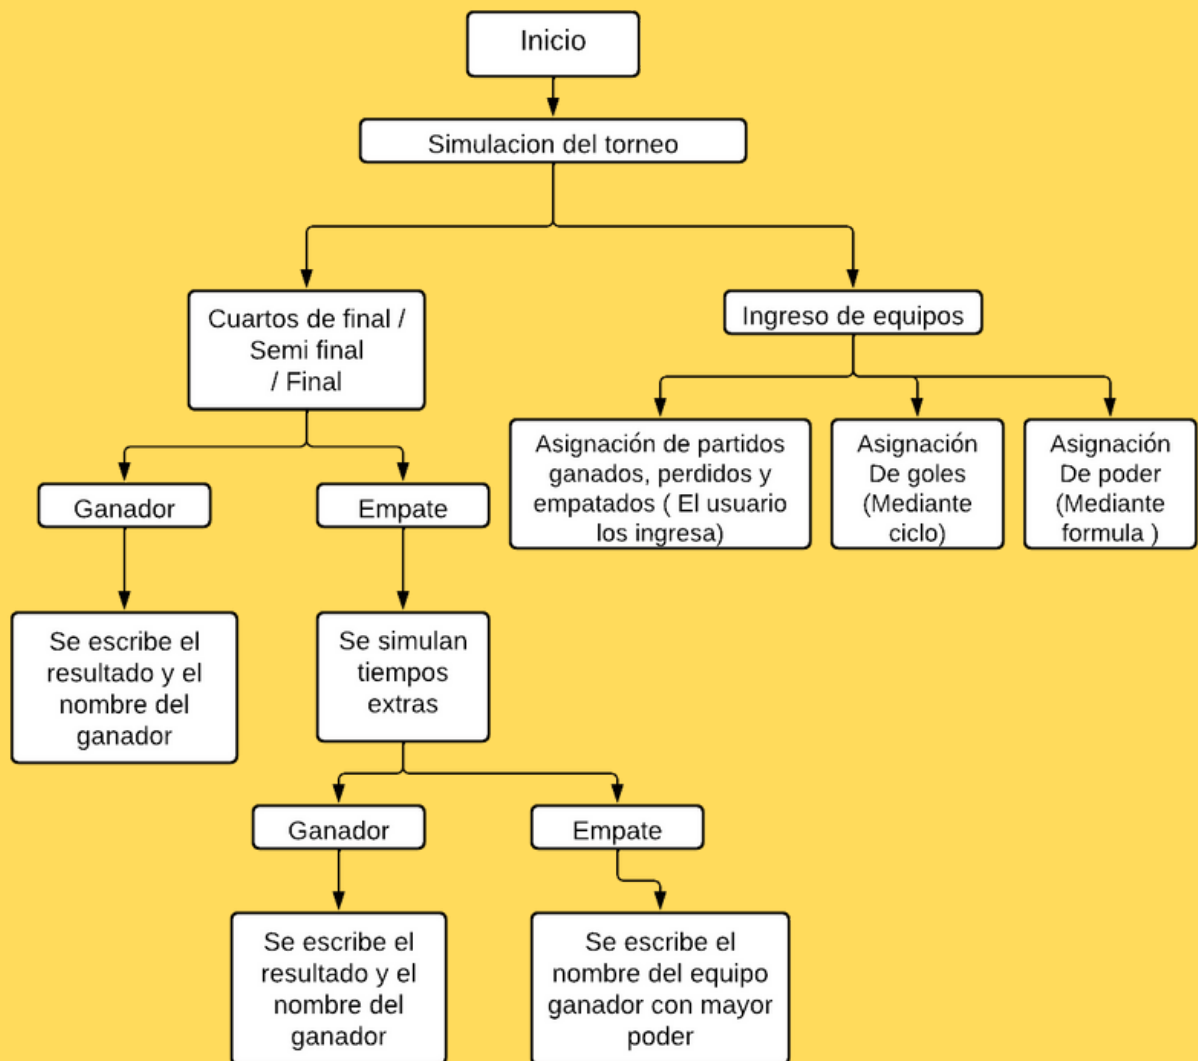 Inicio
Simulacion del torneo
Cuartos de final /
Semi final
/ Final
Ingreso de equipos
Ganador
Empate
Asignación de partidos
ganados, perdidos y
empatados ( El usuario
los ingresa)
Asignación
De goles
(Mediante
ciclo)
Asignación
De poder
(Mediante
formula )
Se escribe el
resultado y el
nombre del
ganador
Se simulan
tiempos
extras
Ganador
Empate
Se escribe el
resultado y el
nombre del
ganador
Se escribe el
nombre del equipo
ganador con mayor
poder